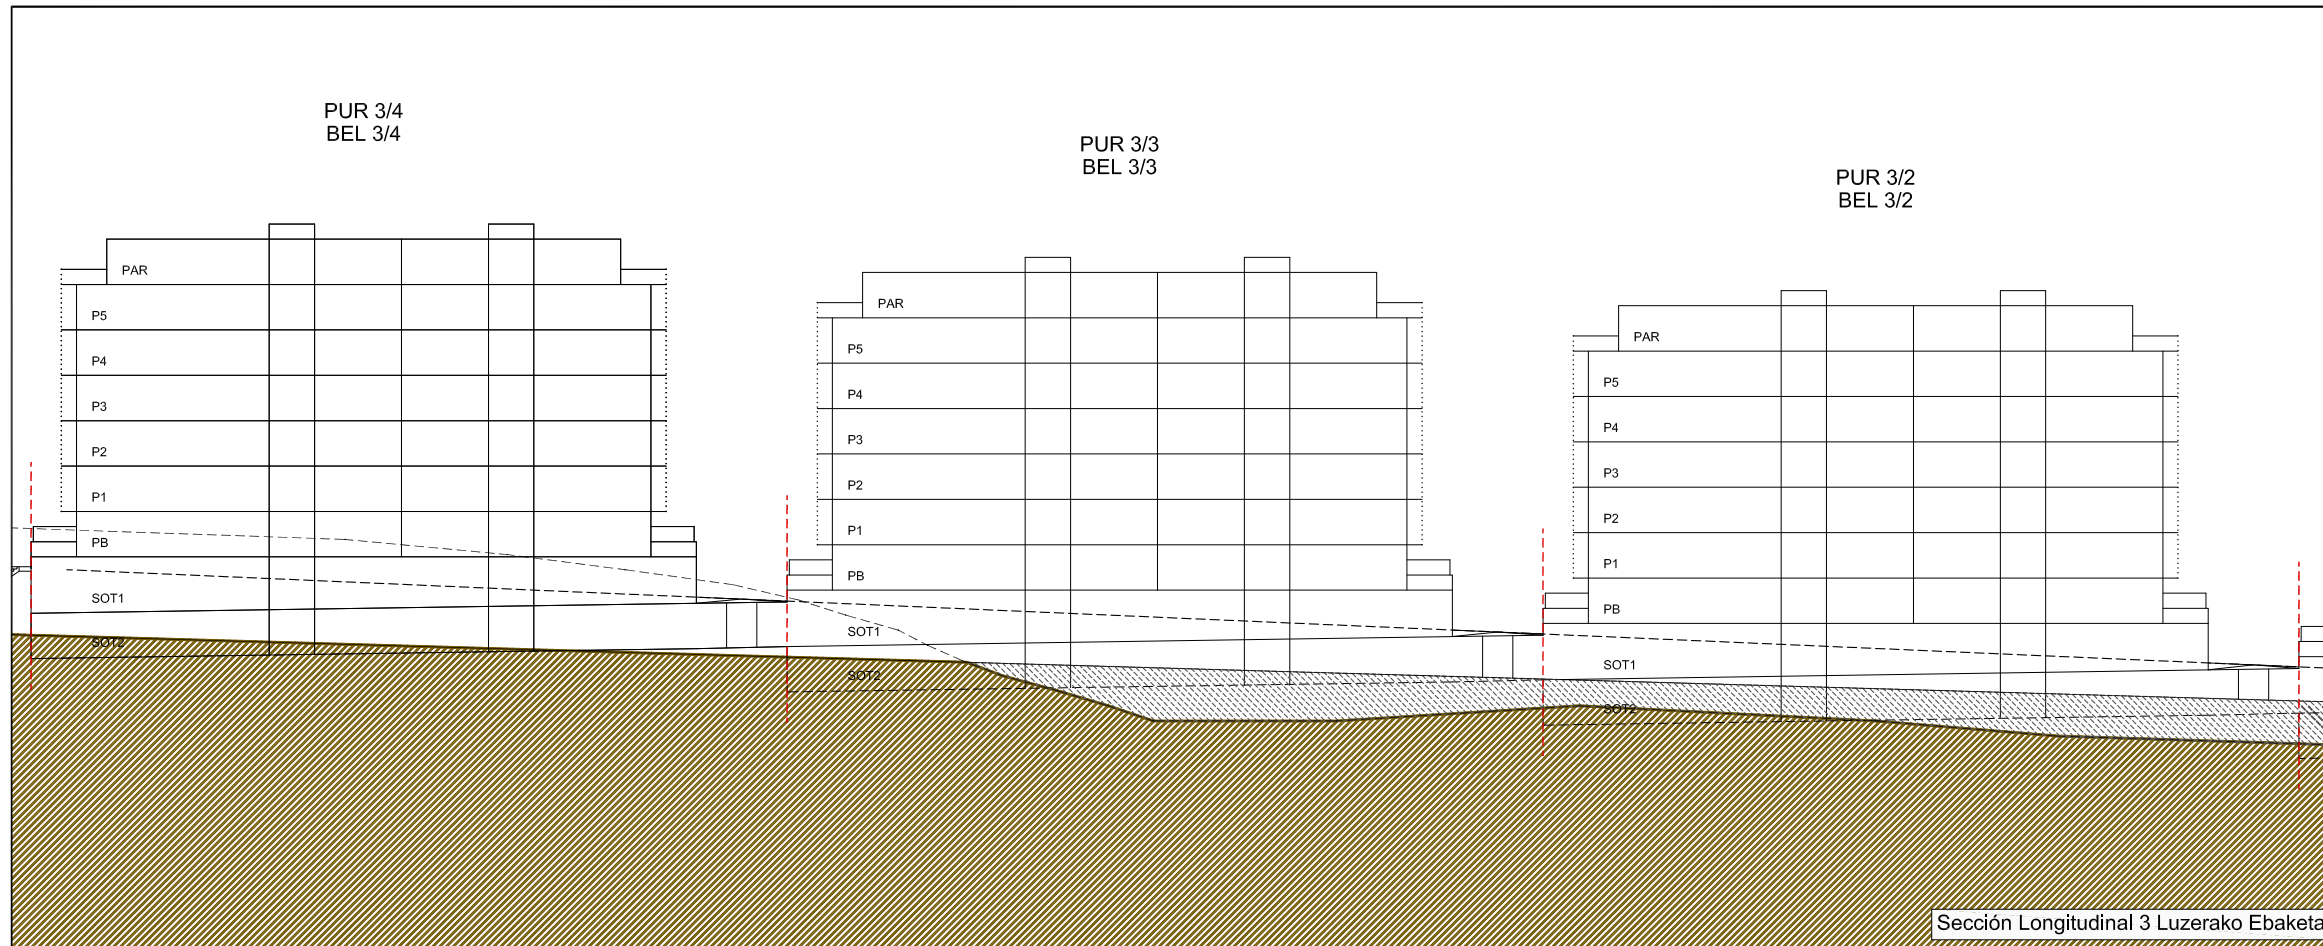 PUR 3/4
BEL 3/4
PAR
P5
P4
P3
P2
P1
PB
SOT1
SOT2
PUR 3/3
BEL 3/3
PAR
P5
P4
P3
P2
P1
PB
SOT1
SOT2
PUR 3/2
BEL 3/2
PAR
P5
P4
P3
P2
P1
PB
SOT1
SOT2
Sección Longitudinal 3 Luzerako Ebaketa